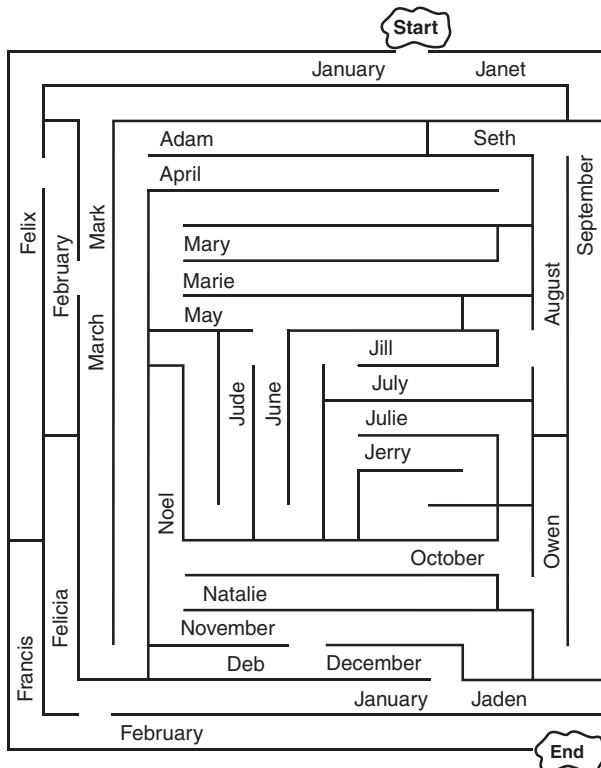 Start
January Janet
Adam Seth
April
September
Felix
Mark
February
Mary
August
Marie
May
March
Jill
July
Jude
June
Julie
Jerry
Noel
Owen
October
Natalie
Felicia
November
Francis
Deb December
January Jaden
February
End